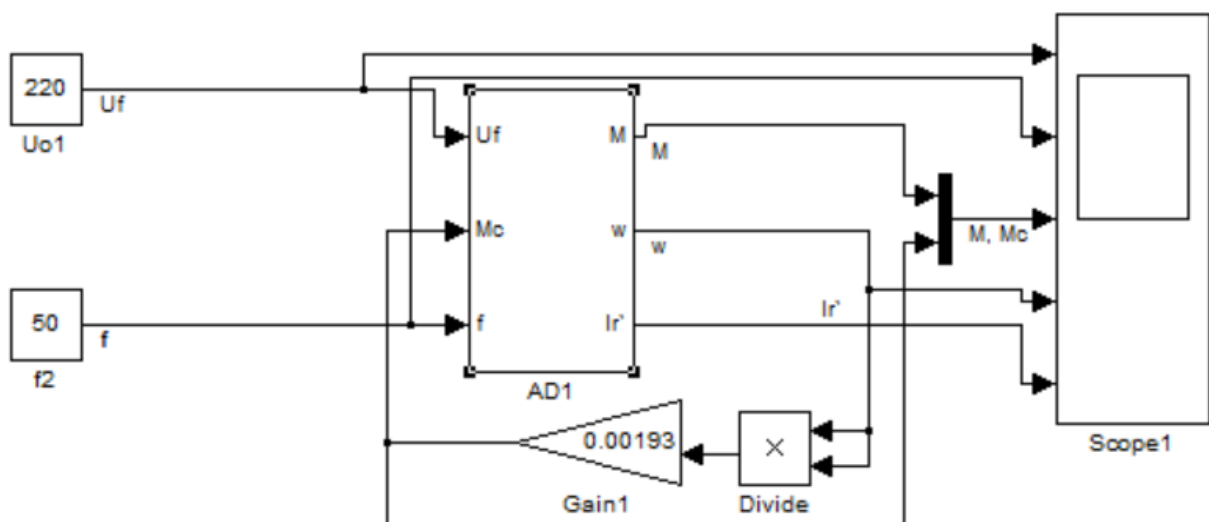 220
Uf
Uo1
50
f
f2
Uf
Mc
f
M
w
Ir`
AD1
M
w
Ir`
M, Mc
0.00193
Gain1
×
Divide
Scope1